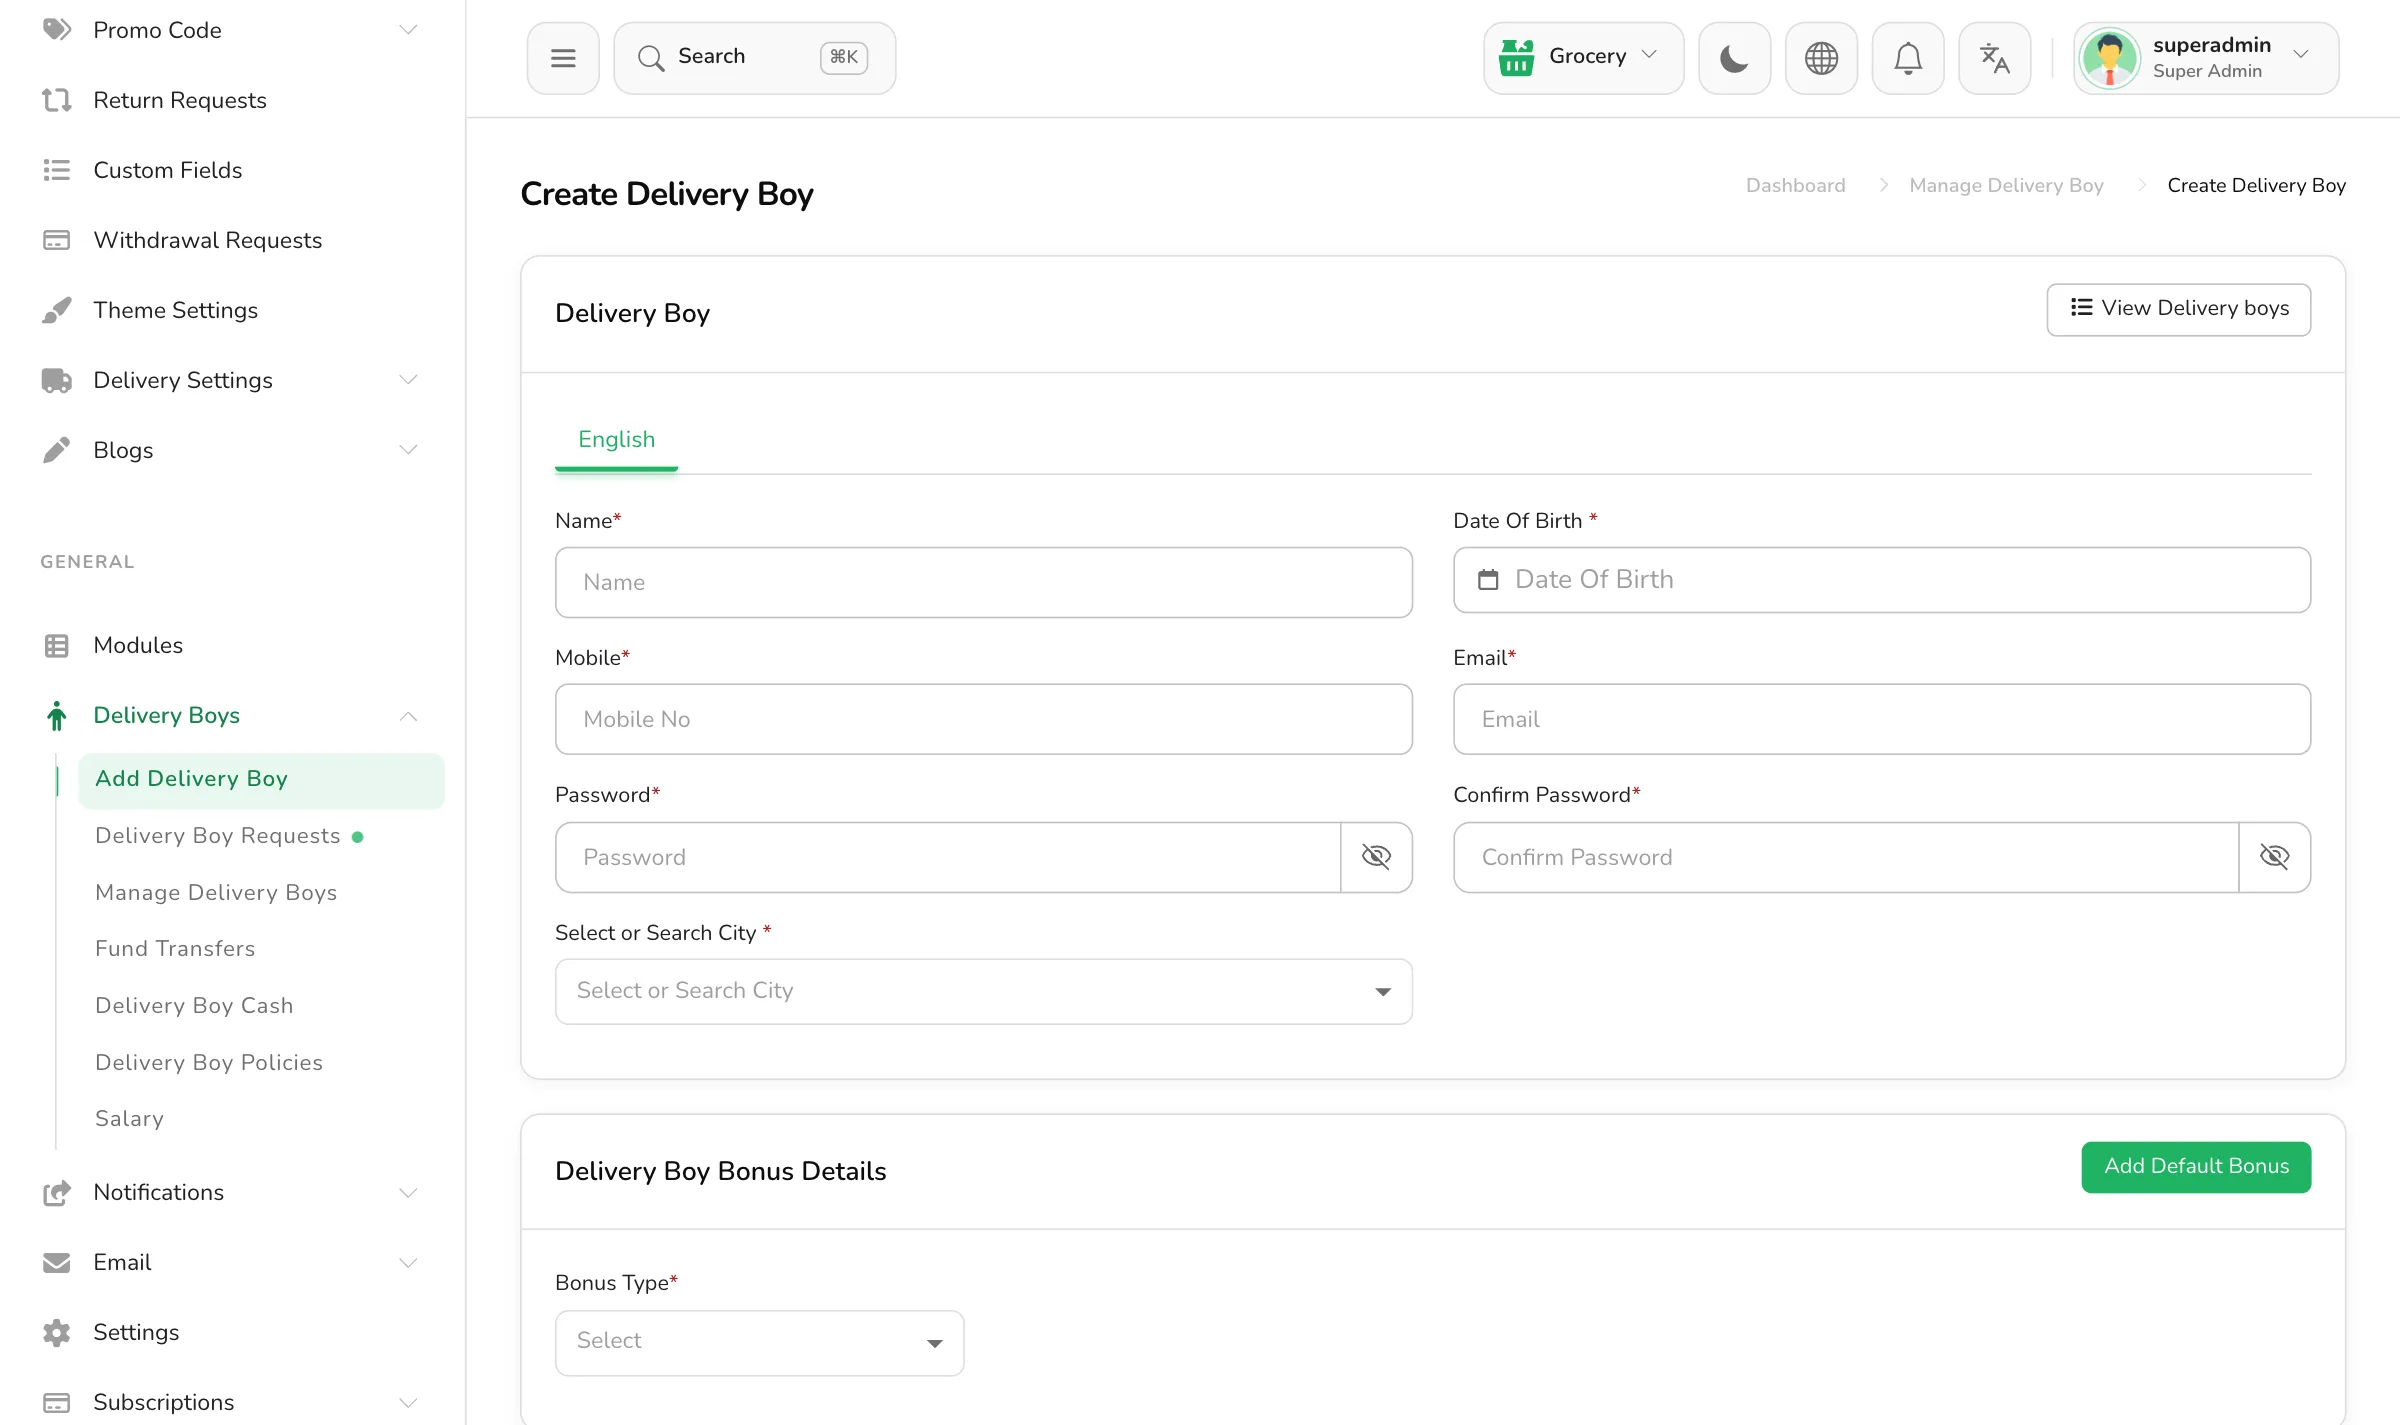 Promo Code
Return Requests
Custom Fields
Withdrawal Requests
Theme Settings
Delivery Settings
Blogs
GENERAL
Modules
Delivery Boys
Add Delivery Boy
Delivery Boy Requests
Manage Delivery Boys
Fund Transfers
Delivery Boy Cash
Delivery Boy Policies
Salary
Notifications
Email
Settings
Subscriptions
Search ⌘K
Grocery
superadmin
Super Admin
Create Delivery Boy
Dashboard Manage Delivery Boy Create Delivery Boy
Delivery Boy
View Delivery boys
English
Name*
Name
Date Of Birth *
Date Of Birth
Mobile*
Mobile No
Email*
Email
Password*
Password
Confirm Password*
Confirm Password
Select or Search City *
Select or Search City
Delivery Boy Bonus Details
Add Default Bonus
Bonus Type*
Select